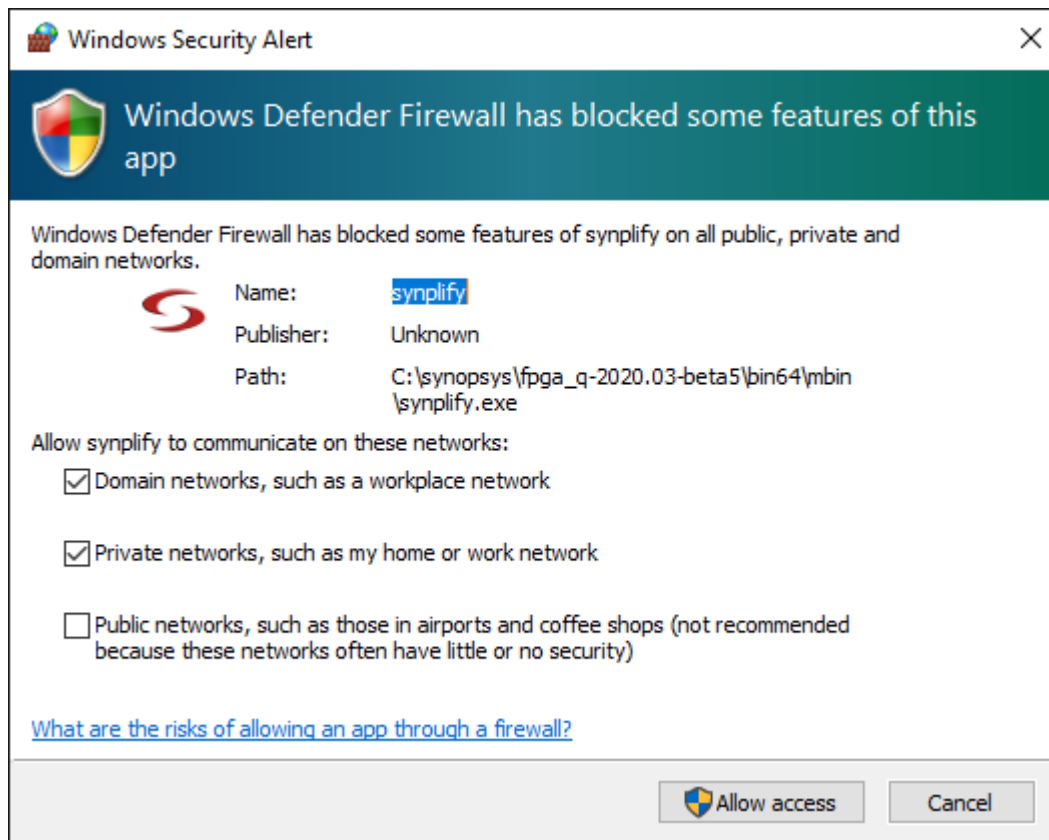 Windows Security Alert
Windows Defender Firewall has blocked some features of this
app
Windows Defender Firewall has blocked some features of synplify on all public, private and
domain networks.
Name: synplify
Publisher: Unknown
Path: C:\synopsys\fpga_q-2020.03-beta5\bin64\mbin
\synplify.exe
Allow synplify to communicate on these networks:
Domain networks, such as a workplace network
Private networks, such as my home or work network
Public networks, such as those in airports and coffee shops (not recommended
because these networks often have little or no security)
What are the risks of allowing an app through a firewall?
Allow access Cancel